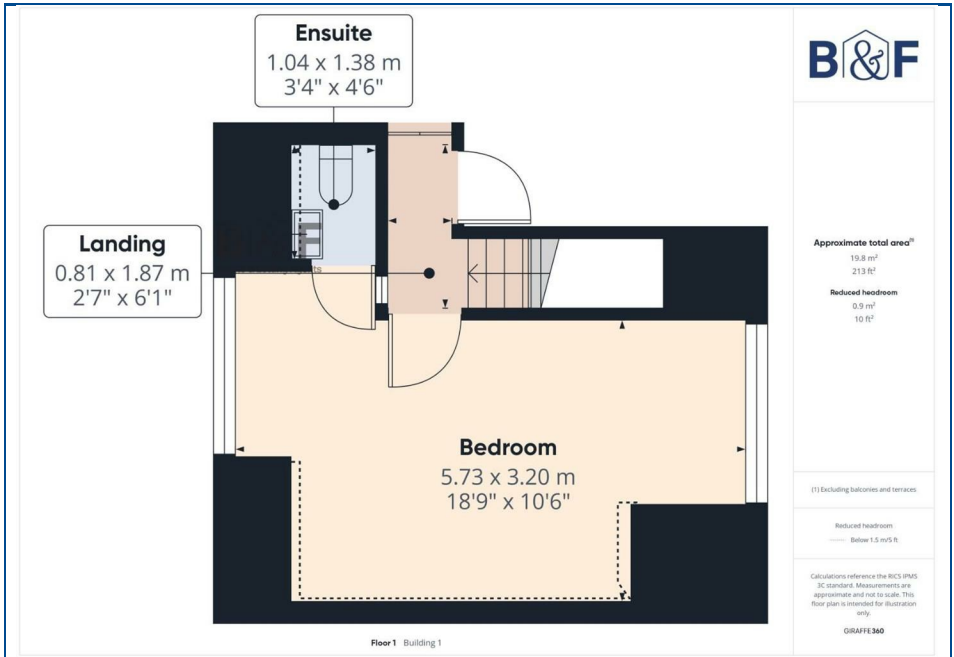 Ensuite
1.04 x 1.38 m
3'4" x 4'6"
Landing
0.81 x 1.87 m
2'7" x 6'1"
Bedroom
5.73 x 3.20 m
18'9" x 10'6"
Floor 1 Building 1
B&F
Approximate total area(1)
19.8 m²
213 ft²
Reduced headroom
0.9 m²
10 ft²
(1) Excluding balconies and terraces
Reduced headroom
Below 1.5 m/5 ft
Calculations reference the RICS IPMS
3C standard. Measurements are
approximate and not to scale. This
floor plan is intended for illustration
only.
GIRAFFE360